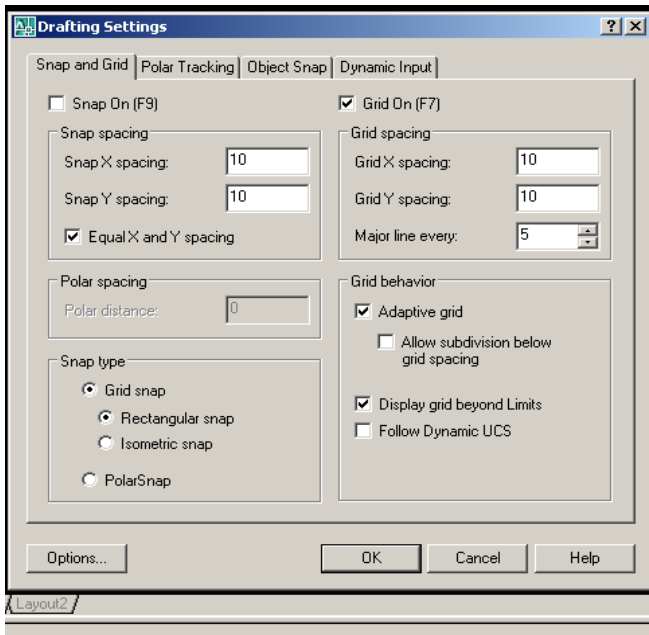 Drafting Settings
Snap and Grid Polar Tracking Object Snap Dynamic Input
Snap On (F9)
Snap spacing
Snap X spacing: 10
Snap Y spacing: 10
Equal X and Y spacing
Polar spacing
Polar distance: 0
Snap type
Grid snap
Rectangular snap
Isometric snap
PolarSnap
Grid On (F7)
Grid spacing
Grid X spacing: 10
Grid Y spacing: 10
Major line every: 5
Grid behavior
Adaptive grid
Allow subdivision below
grid spacing
Display grid beyond Limits
Follow Dynamic UCS
Options... OK Cancel Help
Layout2